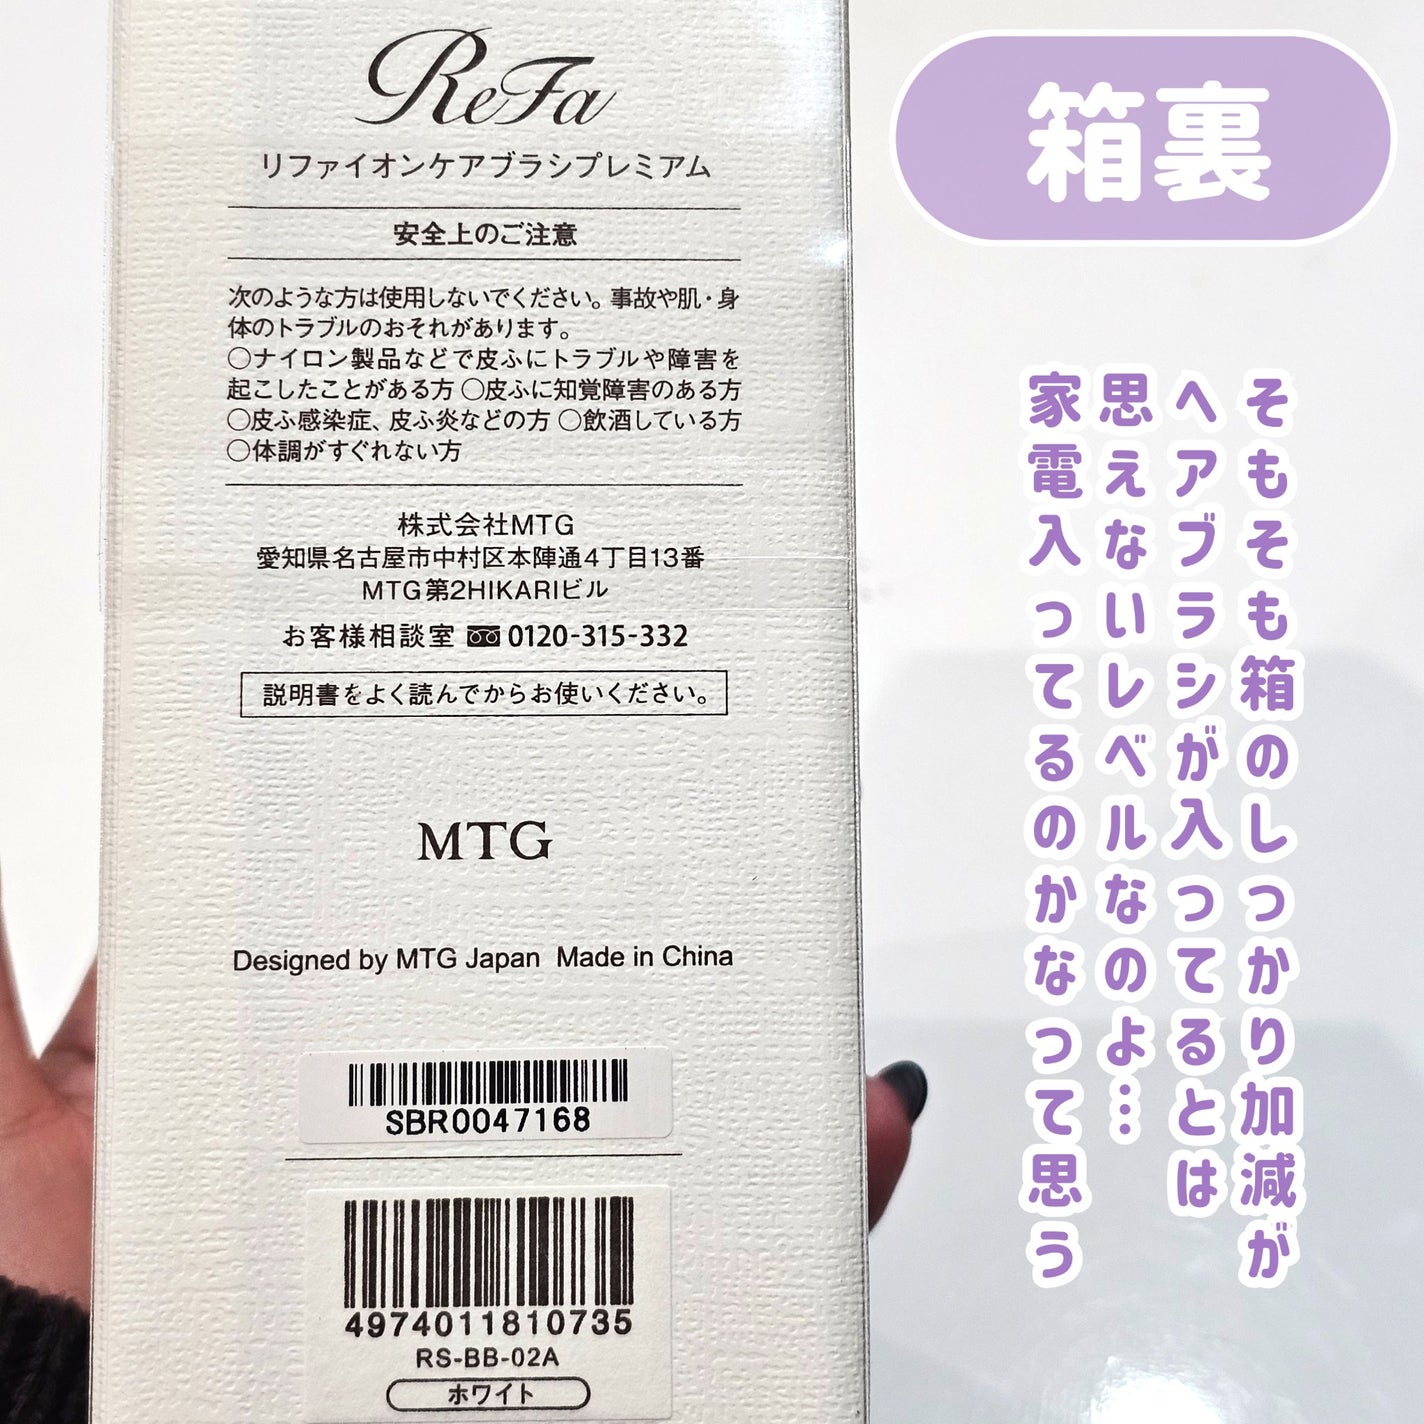 ReFa
リファイオンケアブラシプレミアム
安全上のご注意
次のような方は使用しないでください。事故や肌・身
体のトラブルのおそれがあります。
○ナイロン製品などで皮ふにトラブルや障害を
起こしたことがある方 ○皮ふに知覚障害のある方
○皮ふ感染症、皮ふ炎などの方 ○飲酒している方
○体調がすぐれない方
株式会社MTG
愛知県名古屋市中村区本陣通4丁目13番
MTG第2HIKARIビル
お客様相談室 0120-315-332
説明書をよく読んでからお使いください。
MTG
Designed by MTG Japan Made in China
SBR0047168
4974011810735
RS-BB-02A
ホワイト
箱裏
そもそも箱のしっかり加減が
ヘアブラシが入ってるとは
思えないレベルなのよ…
家電入ってるのかなって思う